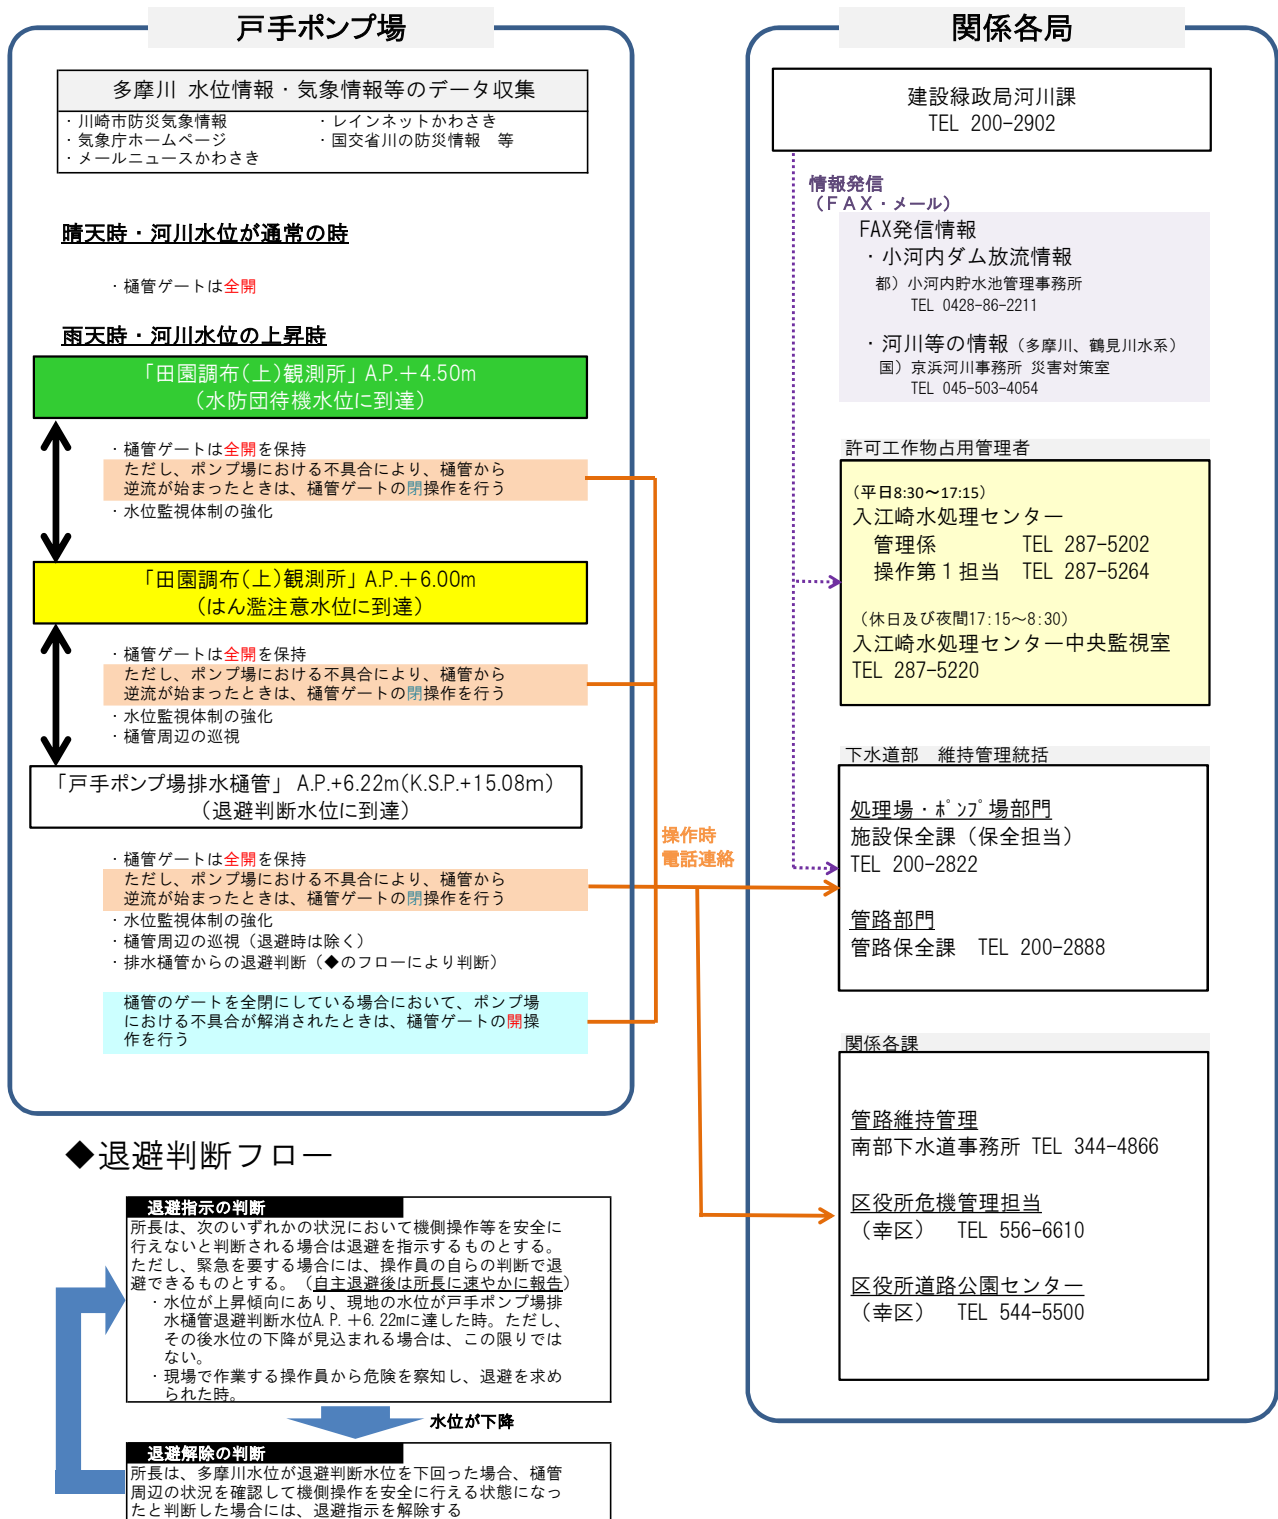 戸手ポンプ場
多摩川 水位情報・気象情報等のデータ収集
・川崎市防災気象情報 ・レインネットかわさき
・気象庁ホームページ ・国交省川の防災情報 等
・メールニュースかわさき
晴天時・河川水位が通常の時
・樋管ゲートは全開
雨天時・河川水位の上昇時
「田園調布(上)観測所」A.P.＋4.50m
（水防団待機水位に到達）
・樋管ゲートは全開を保持
ただし、ポンプ場における不具合により、樋管から
逆流が始まったときは、樋管ゲートの閉操作を行う
・水位監視体制の強化
「田園調布(上)観測所」A.P.＋6.00m
（はん濫注意水位に到達）
・樋管ゲートは全開を保持
ただし、ポンプ場における不具合により、樋管から
逆流が始まったときは、樋管ゲートの閉操作を行う
・水位監視体制の強化
・樋管周辺の巡視
「戸手ポンプ場排水樋管」 A.P.+6.22m(K.S.P.+15.08m)
（退避判断水位に到達）
・樋管ゲートは全開を保持
ただし、ポンプ場における不具合により、樋管から
逆流が始まったときは、樋管ゲートの閉操作を行う
・水位監視体制の強化
・樋管周辺の巡視（退避時は除く）
・排水樋管からの退避判断（◆のフローにより判断）
樋管のゲートを全閉にしている場合において、ポンプ場
における不具合が解消されたときは、樋管ゲートの開操
作を行う
操作時
電話連絡
関係各局
建設緑政局河川課
TEL 200-2902
情報発信
（ＦＡＸ・メール）
FAX発信情報
・小河内ダム放流情報
都）小河内貯水池管理事務所
TEL 0428-86-2211
・河川等の情報（多摩川、鶴見川水系）
国）京浜河川事務所 災害対策室
TEL 045-503-4054
許可工作物占用管理者
（平日8:30～17:15）
入江崎水処理センター
管理係 TEL 287-5202
操作第１担当 TEL 287-5264
（休日及び夜間17:15～8:30）
入江崎水処理センター中央監視室
TEL 287-5220
下水道部 維持管理統括
処理場・ﾎﾟﾝﾌﾟ場部門
施設保全課（保全担当）
TEL 200-2822
管路部門
管路保全課 TEL 200-2888
関係各課
管路維持管理
南部下水道事務所 TEL 344-4866
区役所危機管理担当
（幸区） TEL 556-6610
区役所道路公園センター
（幸区） TEL 544-5500
◆退避判断フロー
退避指示の判断
所長は、次のいずれかの状況において機側操作等を安全に
行えないと判断される場合は退避を指示するものとする。
ただし、緊急を要する場合には、操作員の自らの判断で退
避できるものとする。（自主退避後は所長に速やかに報告）
・水位が上昇傾向にあり、現地の水位が戸手ポンプ場排
水樋管退避判断水位A.P.＋6.22mに達した時。ただし、
その後水位の下降が見込まれる場合は、この限りでは
ない。
・現場で作業する操作員から危険を察知し、退避を求め
られた時。
水位が下降
退避解除の判断
所長は、多摩川水位が退避判断水位を下回った場合、樋管
周辺の状況を確認して機側操作を安全に行える状態になっ
たと判断した場合には、退避指示を解除する